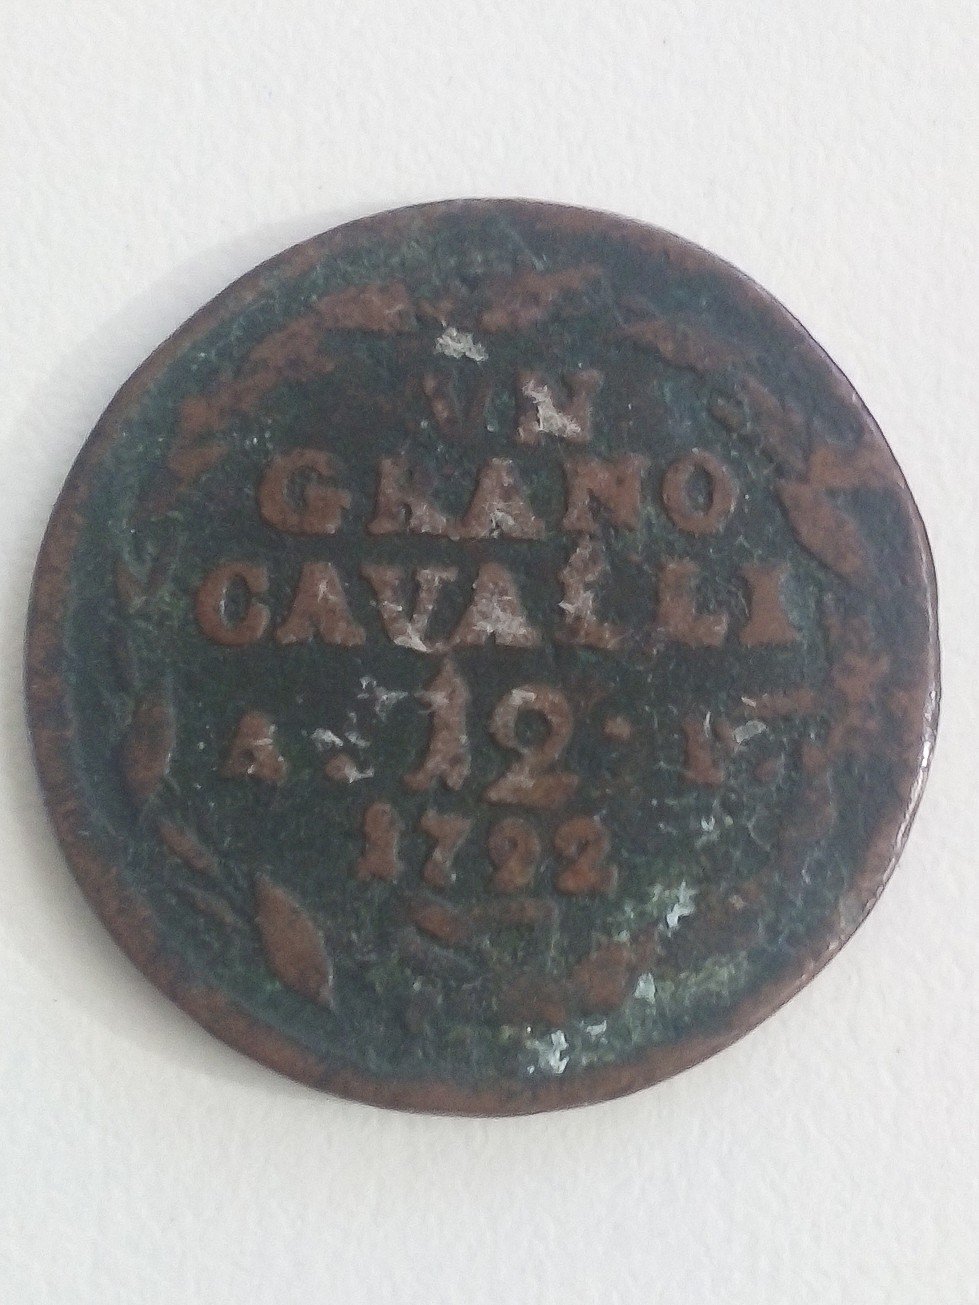 VN
GRANO
CAVALLI
A. 12 · P.
1792